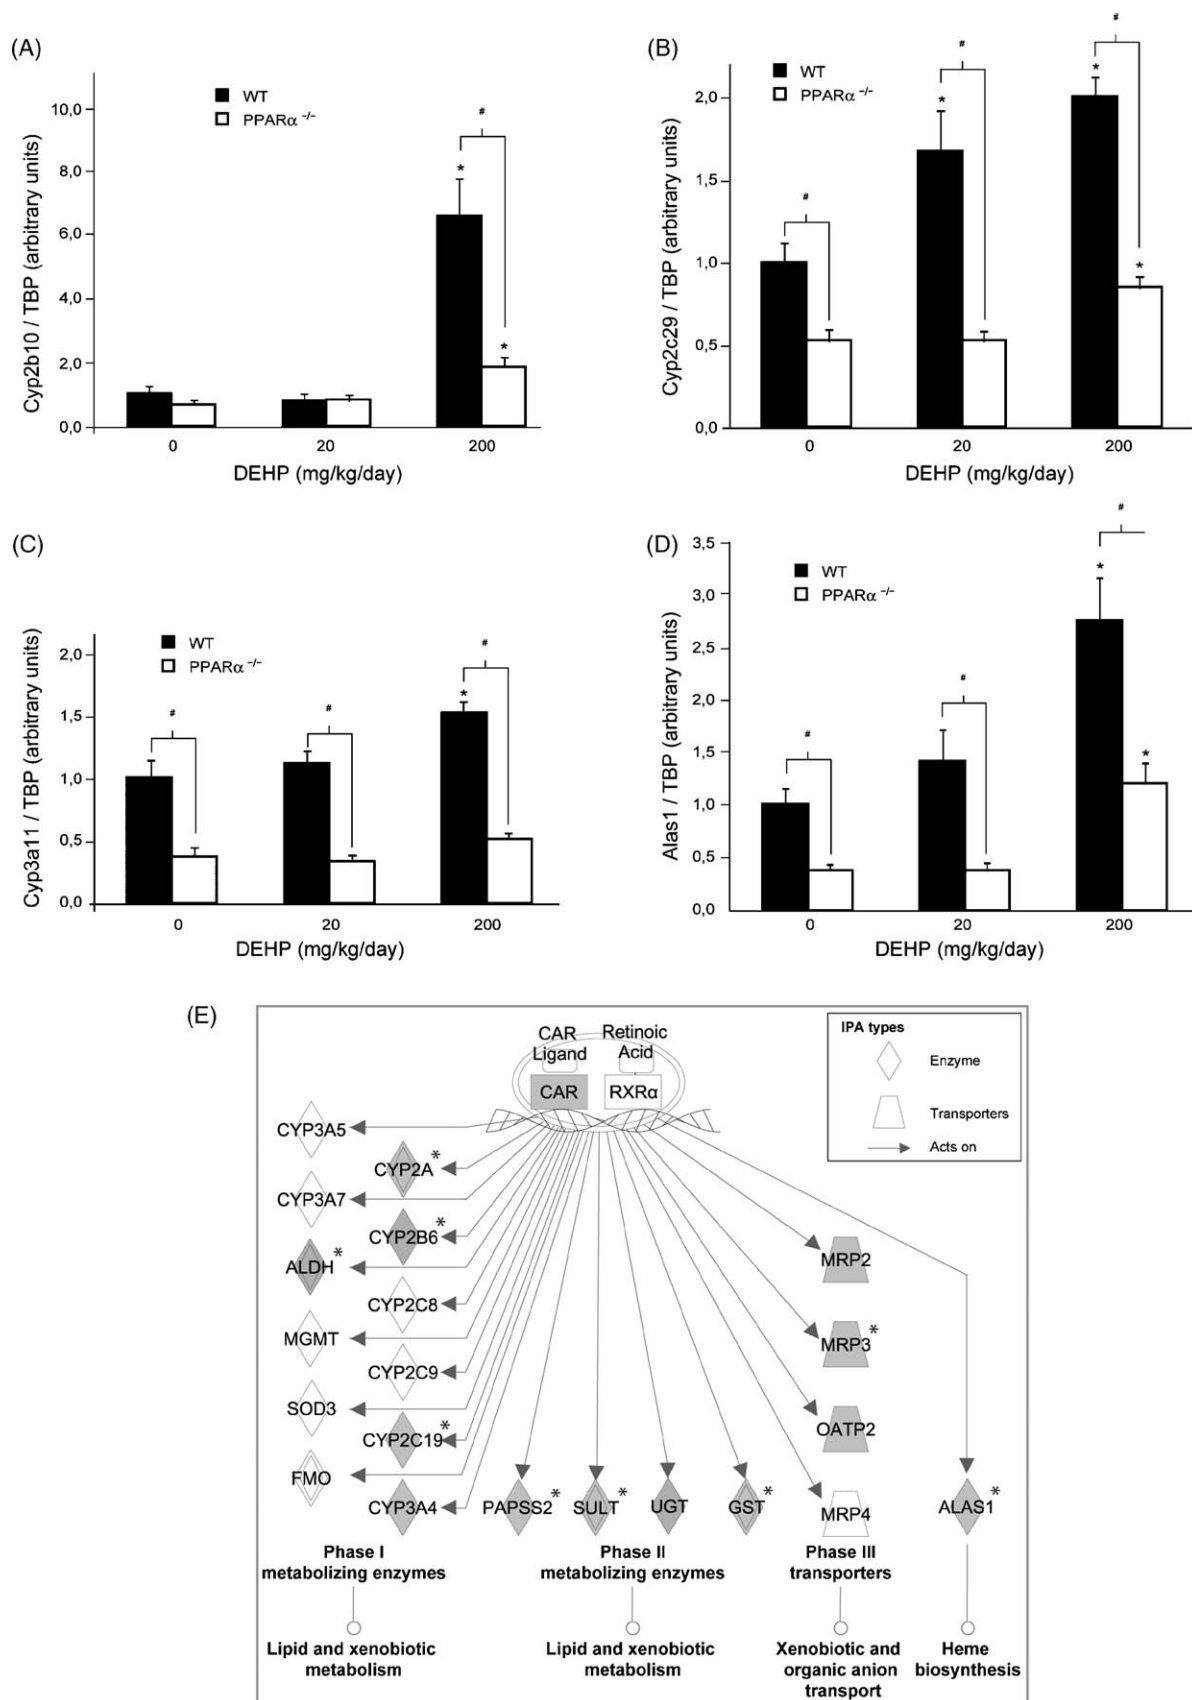 (A)
Cyp2b10 / TBP (arbitrary units)
10,0
8,0
6,0
4,0
2,0
0,0
WT
PPARα −/−
#
*
*
0
20
200
DEHP (mg/kg/day)
(B)
Cyp2c29 / TBP (arbitrary units)
2,0
1,5
1,0
0,5
0,0
WT
PPARα −/−
#
#
*
#
*
*
0
20
200
DEHP (mg/kg/day)
(C)
Cyp3a11 / TBP (arbitrary units)
2,0
1,5
1,0
0,5
0,0
WT
PPARα −/−
#
#
#
*
0
20
200
DEHP (mg/kg/day)
(D)
Alas1 / TBP (arbitrary units)
3,5
3,0
2,5
2,0
1,5
1,0
0,5
0,0
WT
PPARα −/−
#
#
#
*
*
0
20
200
DEHP (mg/kg/day)
(E)
CAR
Ligand
Retinoic
Acid
CAR
RXRα
IPA types
Enzyme
Transporters
Acts on
CYP3A5
CYP2A *
CYP3A7
CYP2B6 *
ALDH *
CYP2C8
MGMT
CYP2C9
SOD3
CYP2C19 *
FMO
CYP3A4
PAPSS2 *
SULT *
UGT
GST *
MRP2
MRP3 *
OATP2
MRP4
ALAS1 *
Phase I
metabolizing enzymes
Phase II
metabolizing enzymes
Phase III
transporters
Lipid and xenobiotic
metabolism
Lipid and xenobiotic
metabolism
Xenobiotic and
organic anion
transport
Heme
biosynthesis